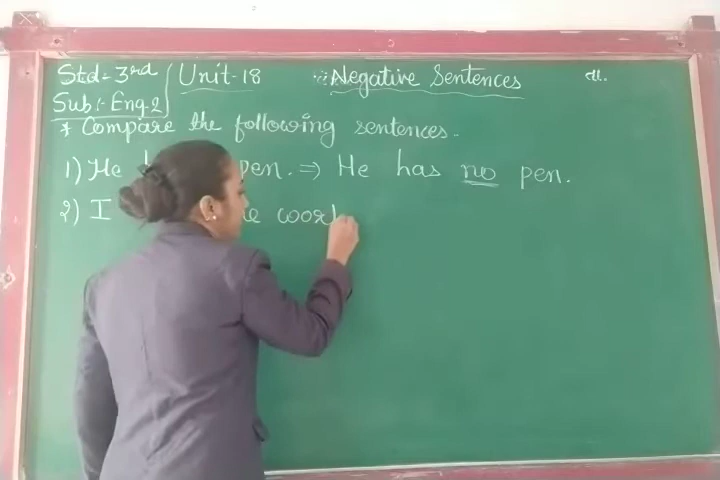 Std:- 3rd Unit-18 Negative Sentences
Sub:- Eng-2
* Compare the following sentences.
1) He pen. ⇒ He has no pen.
2) I